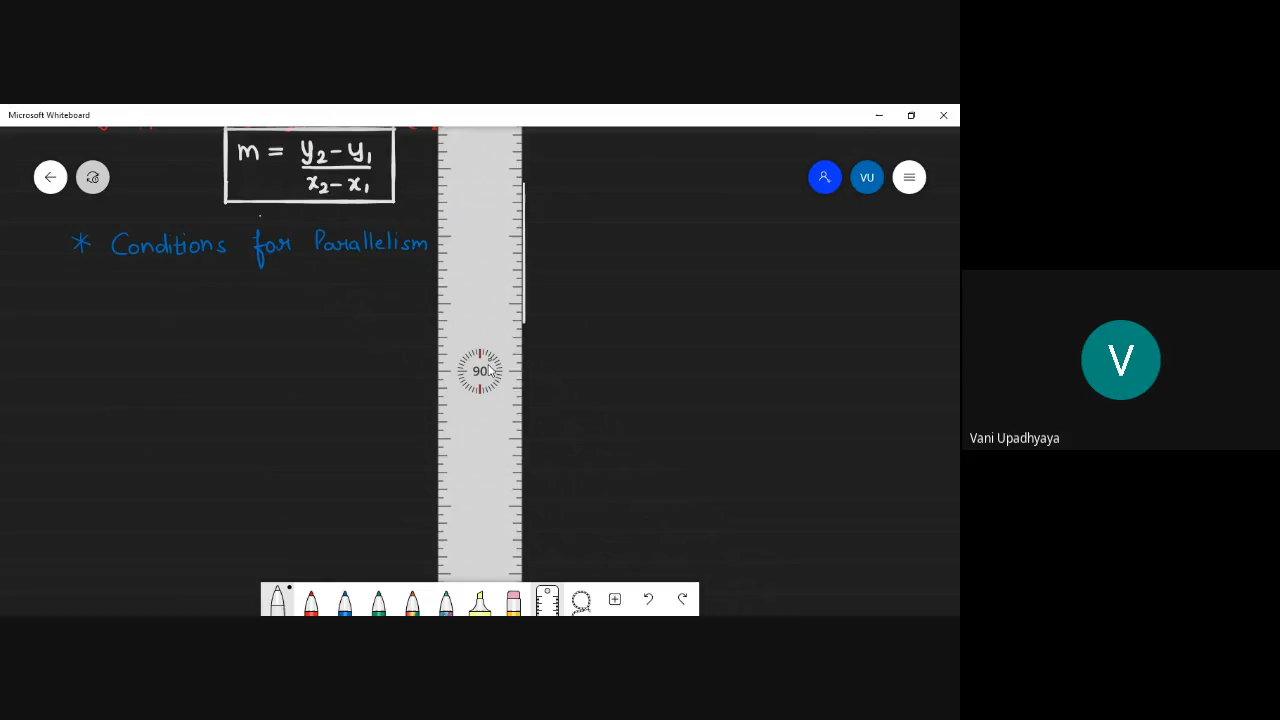 Microsoft Whiteboard
m = y₂ - y₁ / x₂ - x₁
VU
* Conditions for Parallelism
90
V
Vani Upadhyaya